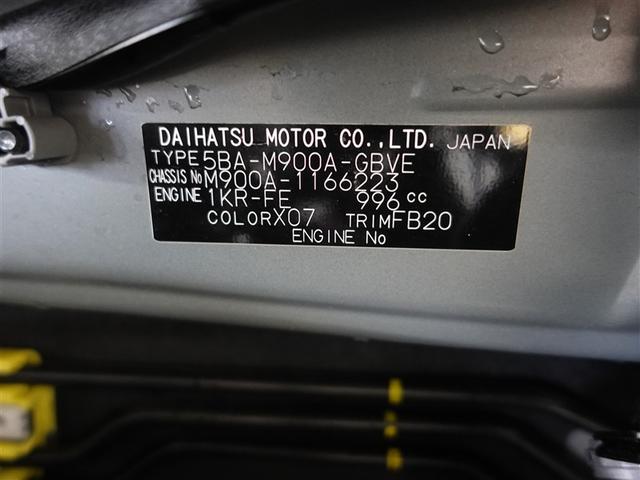 DAIHATSU MOTOR CO.,LTD. JAPAN
TYPE 5BA-M900A-GBVE
CHASSIS No M900A-1166223
ENGINE 1KR-FE 996 cc
COLOR X07 TRIM FB20
ENGINE No